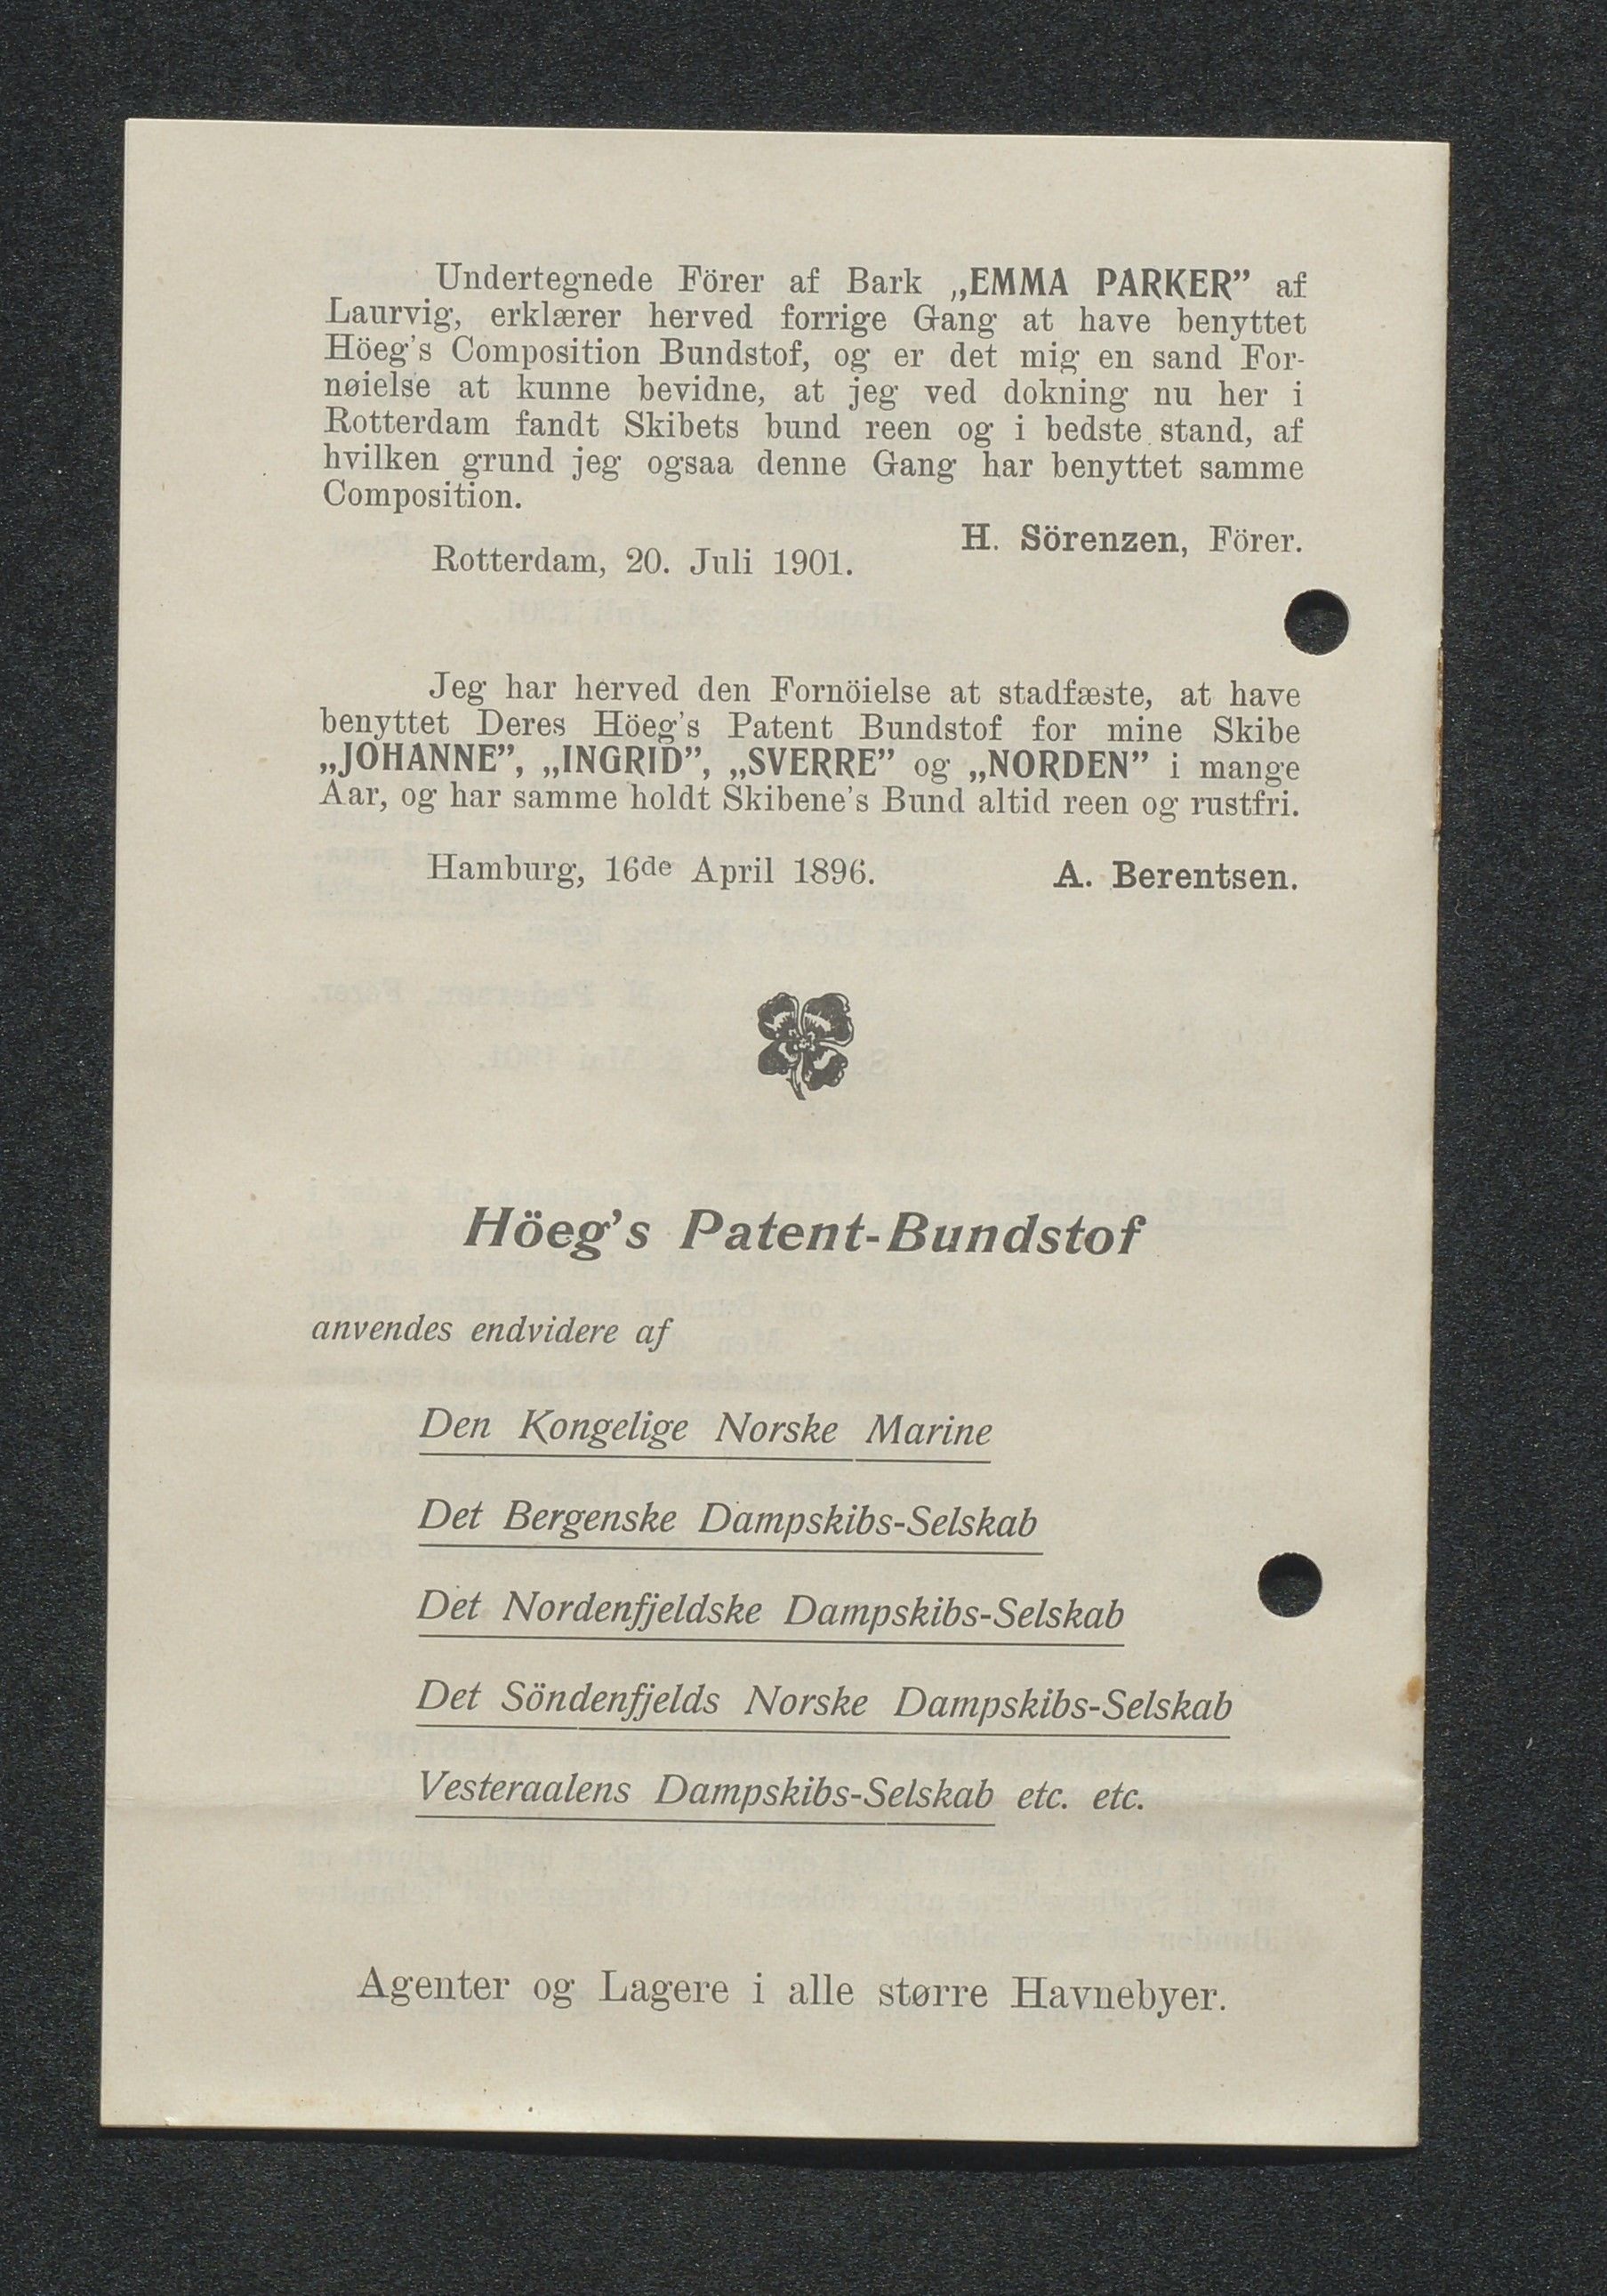 Undertegnede Förer af Bark „EMMA PARKER” af
Laurvig, erklærer herved forrige Gang at have benyttet
Höeg's Composition Bundstof, og er det mig en sand For-
nøielse at kunne bevidne, at jeg ved dokning nu her i
Rotterdam fandt Skibets bund reen og i bedste stand, af
hvilken grund jeg ogsaa denne Gang har benyttet samme
Composition.
H. Sörenzen, Förer.
Rotterdam, 20. Juli 1901.
Jeg har herved den Fornöielse at stadfæste, at have
benyttet Deres Höeg's Patent Bundstof for mine Skibe
„JOHANNE”, „INGRID”, „SVERRE” og „NORDEN” i mange
Aar, og har samme holdt Skibene's Bund altid reen og rustfri.
Hamburg, 16de April 1896. A. Berentsen.
Höeg's Patent-Bundstof
anvendes endvidere af
Den Kongelige Norske Marine
Det Bergenske Dampskibs-Selskab
Det Nordenfjeldske Dampskibs-Selskab
Det Söndenfjelds Norske Dampskibs-Selskab
Vesteraalens Dampskibs-Selskab etc. etc.
Agenter og Lagere i alle større Havnebyer.